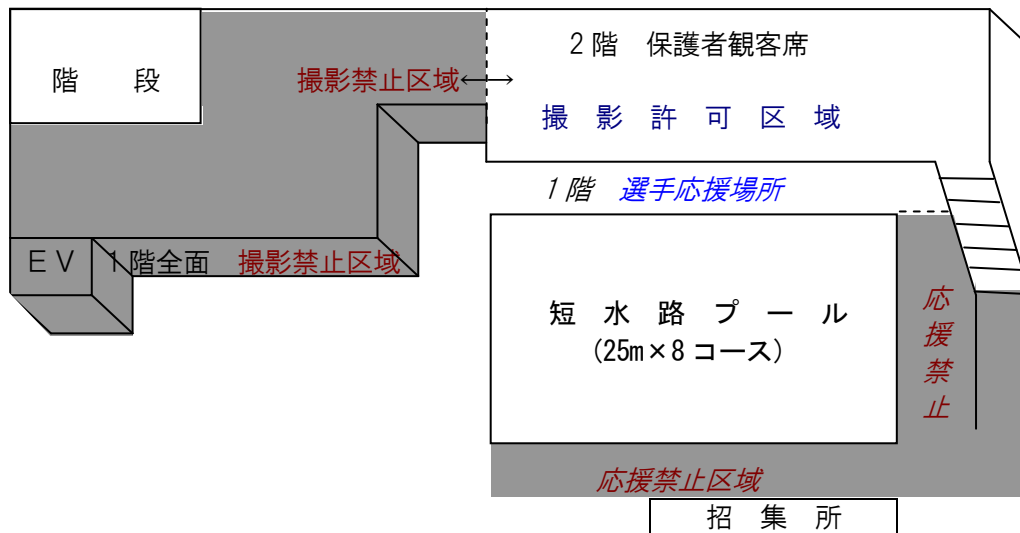 ２階　保護者観客席
階　段
撮影禁止区域
撮　影　許　可　区　域
１階　選手応援場所
ＥＶ
１階全面　撮影禁止区域
短　水　路　プ　ー　ル
（25m×8 コース）
応援禁止
応援禁止区域
招　集　所